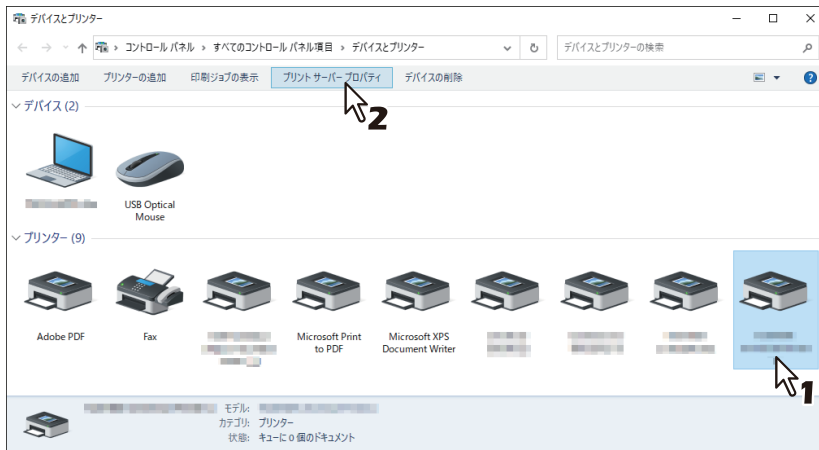 デバイスとプリンター
コントロール パネル › すべてのコントロール パネル項目 › デバイスとプリンター
デバイスとプリンターの検索
デバイスの追加 プリンターの追加 印刷ジョブの表示 プリント サーバー プロパティ デバイスの削除
2
デバイス (2)
USB Optical
Mouse
プリンター (9)
Adobe PDF
Fax
Microsoft Print
to PDF
Microsoft XPS
Document Writer
1
モデル:
カテゴリ: プリンター
状態: キューに 0 個のドキュメント